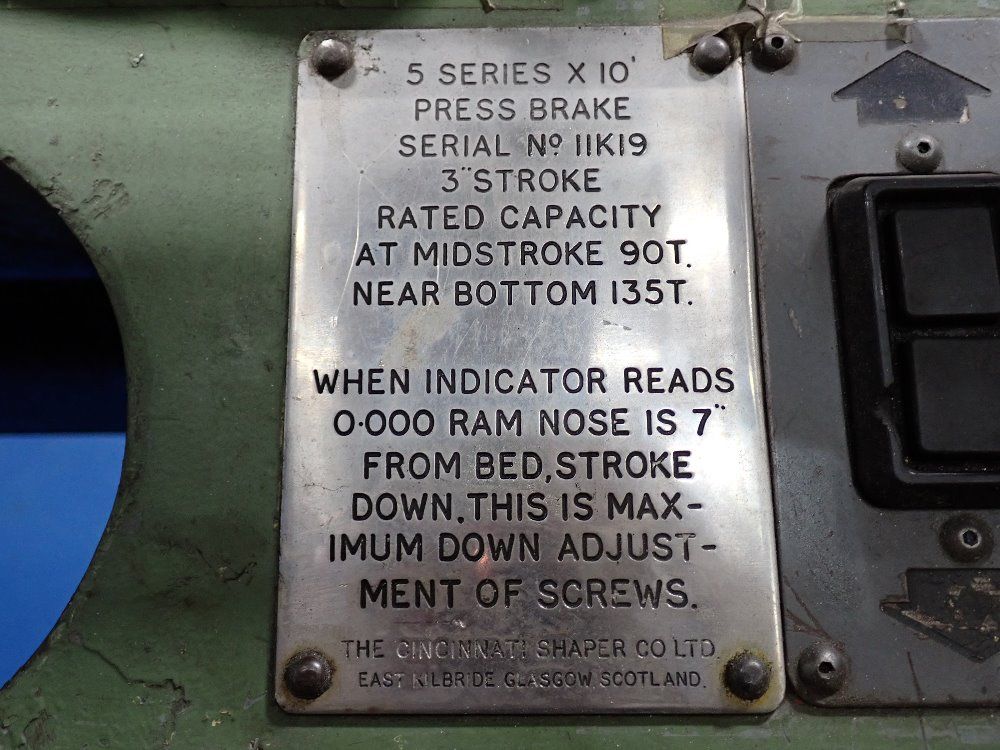 5 SERIES X 10'
PRESS BRAKE
SERIAL Nº 11K19
3" STROKE
RATED CAPACITY
AT MIDSTROKE 90T.
NEAR BOTTOM 135T.
WHEN INDICATOR READS
0·000 RAM NOSE IS 7"
FROM BED, STROKE
DOWN. THIS IS MAX-
IMUM DOWN ADJUST-
MENT OF SCREWS.
THE CINCINNATI SHAPER CO LTD.
EAST KILBRIDE. GLASGOW. SCOTLAND.